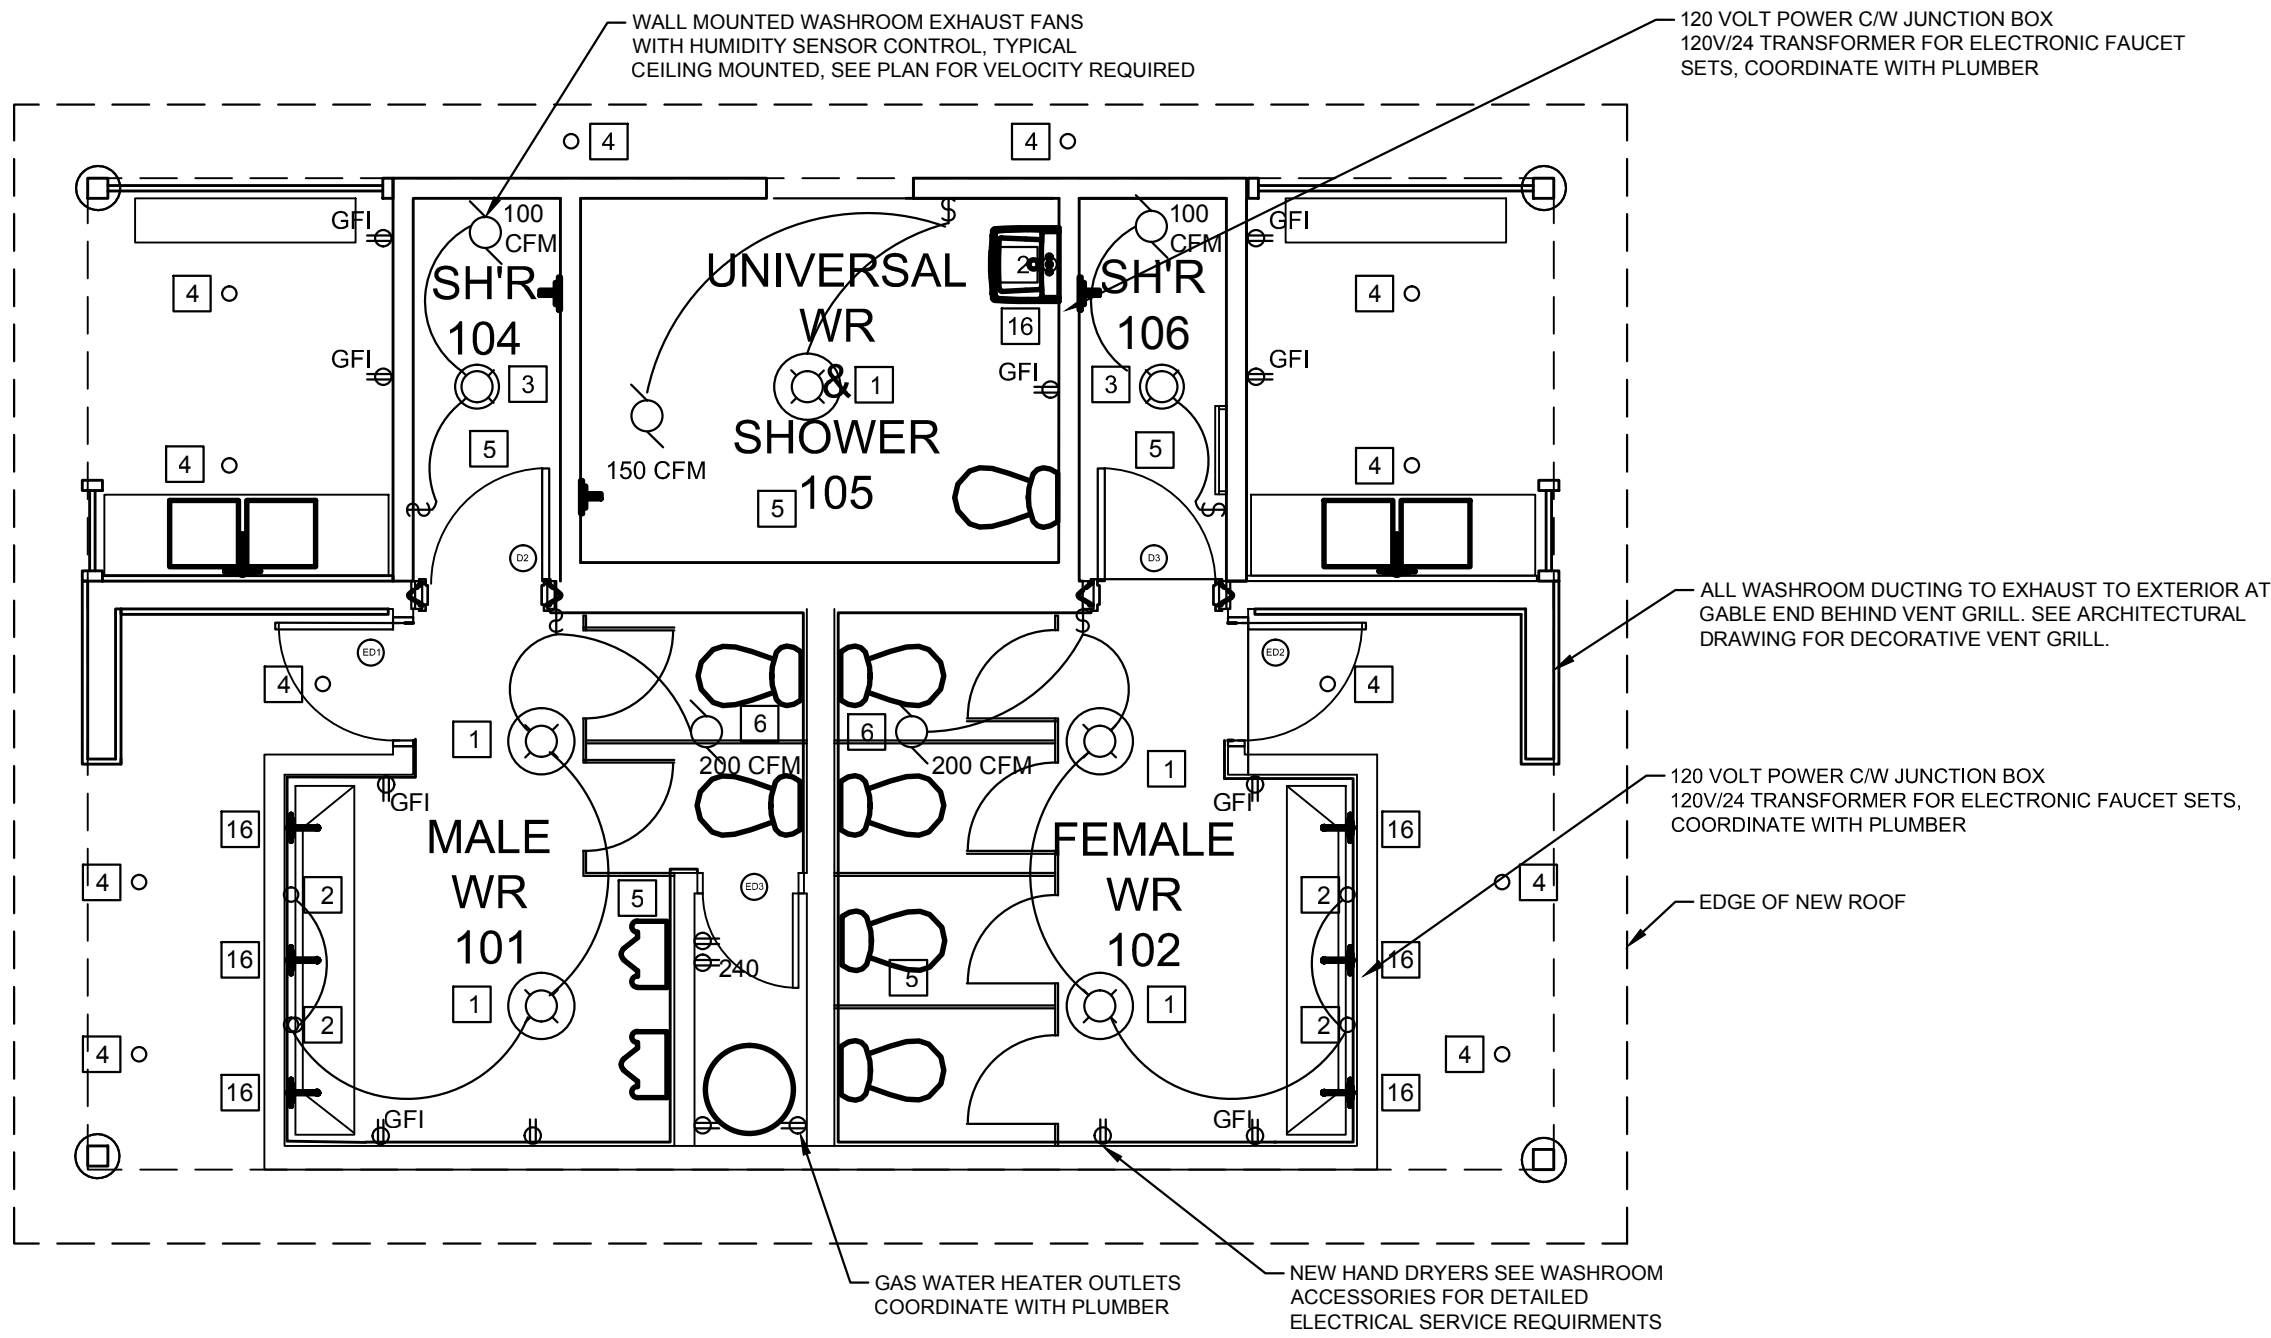 WALL MOUNTED WASHROOM EXHAUST FANS
WITH HUMIDITY SENSOR CONTROL, TYPICAL
CEILING MOUNTED, SEE PLAN FOR VELOCITY REQUIRED
120 VOLT POWER C/W JUNCTION BOX
120V/24 TRANSFORMER FOR ELECTRONIC FAUCET
SETS, COORDINATE WITH PLUMBER
4
4
GFI
100
CFM
100
CFM
GFI
4
SH'R
104
UNIVERSAL
WR
&
SHOWER
105
2
16
SH'R
106
4
GFI
3
1
GFI
3
GFI
4
5
150 CFM
5
5
4
D2
D3
ALL WASHROOM DUCTING TO EXHAUST TO EXTERIOR AT
GABLE END BEHIND VENT GRILL. SEE ARCHITECTURAL
DRAWING FOR DECORATIVE VENT GRILL.
ED1
ED2
4
4
1
6
6
1
200 CFM
200 CFM
GFI
GFI
120 VOLT POWER C/W JUNCTION BOX
120V/24 TRANSFORMER FOR ELECTRONIC FAUCET SETS,
COORDINATE WITH PLUMBER
16
MALE
WR
101
FEMALE
WR
102
16
4
2
5
ED3
2
4
EDGE OF NEW ROOF
16
240
5
16
1
1
2
2
4
4
16
16
GFI
GFI
GAS WATER HEATER OUTLETS
COORDINATE WITH PLUMBER
NEW HAND DRYERS SEE WASHROOM
ACCESSORIES FOR DETAILED
ELECTRICAL SERVICE REQUIRMENTS